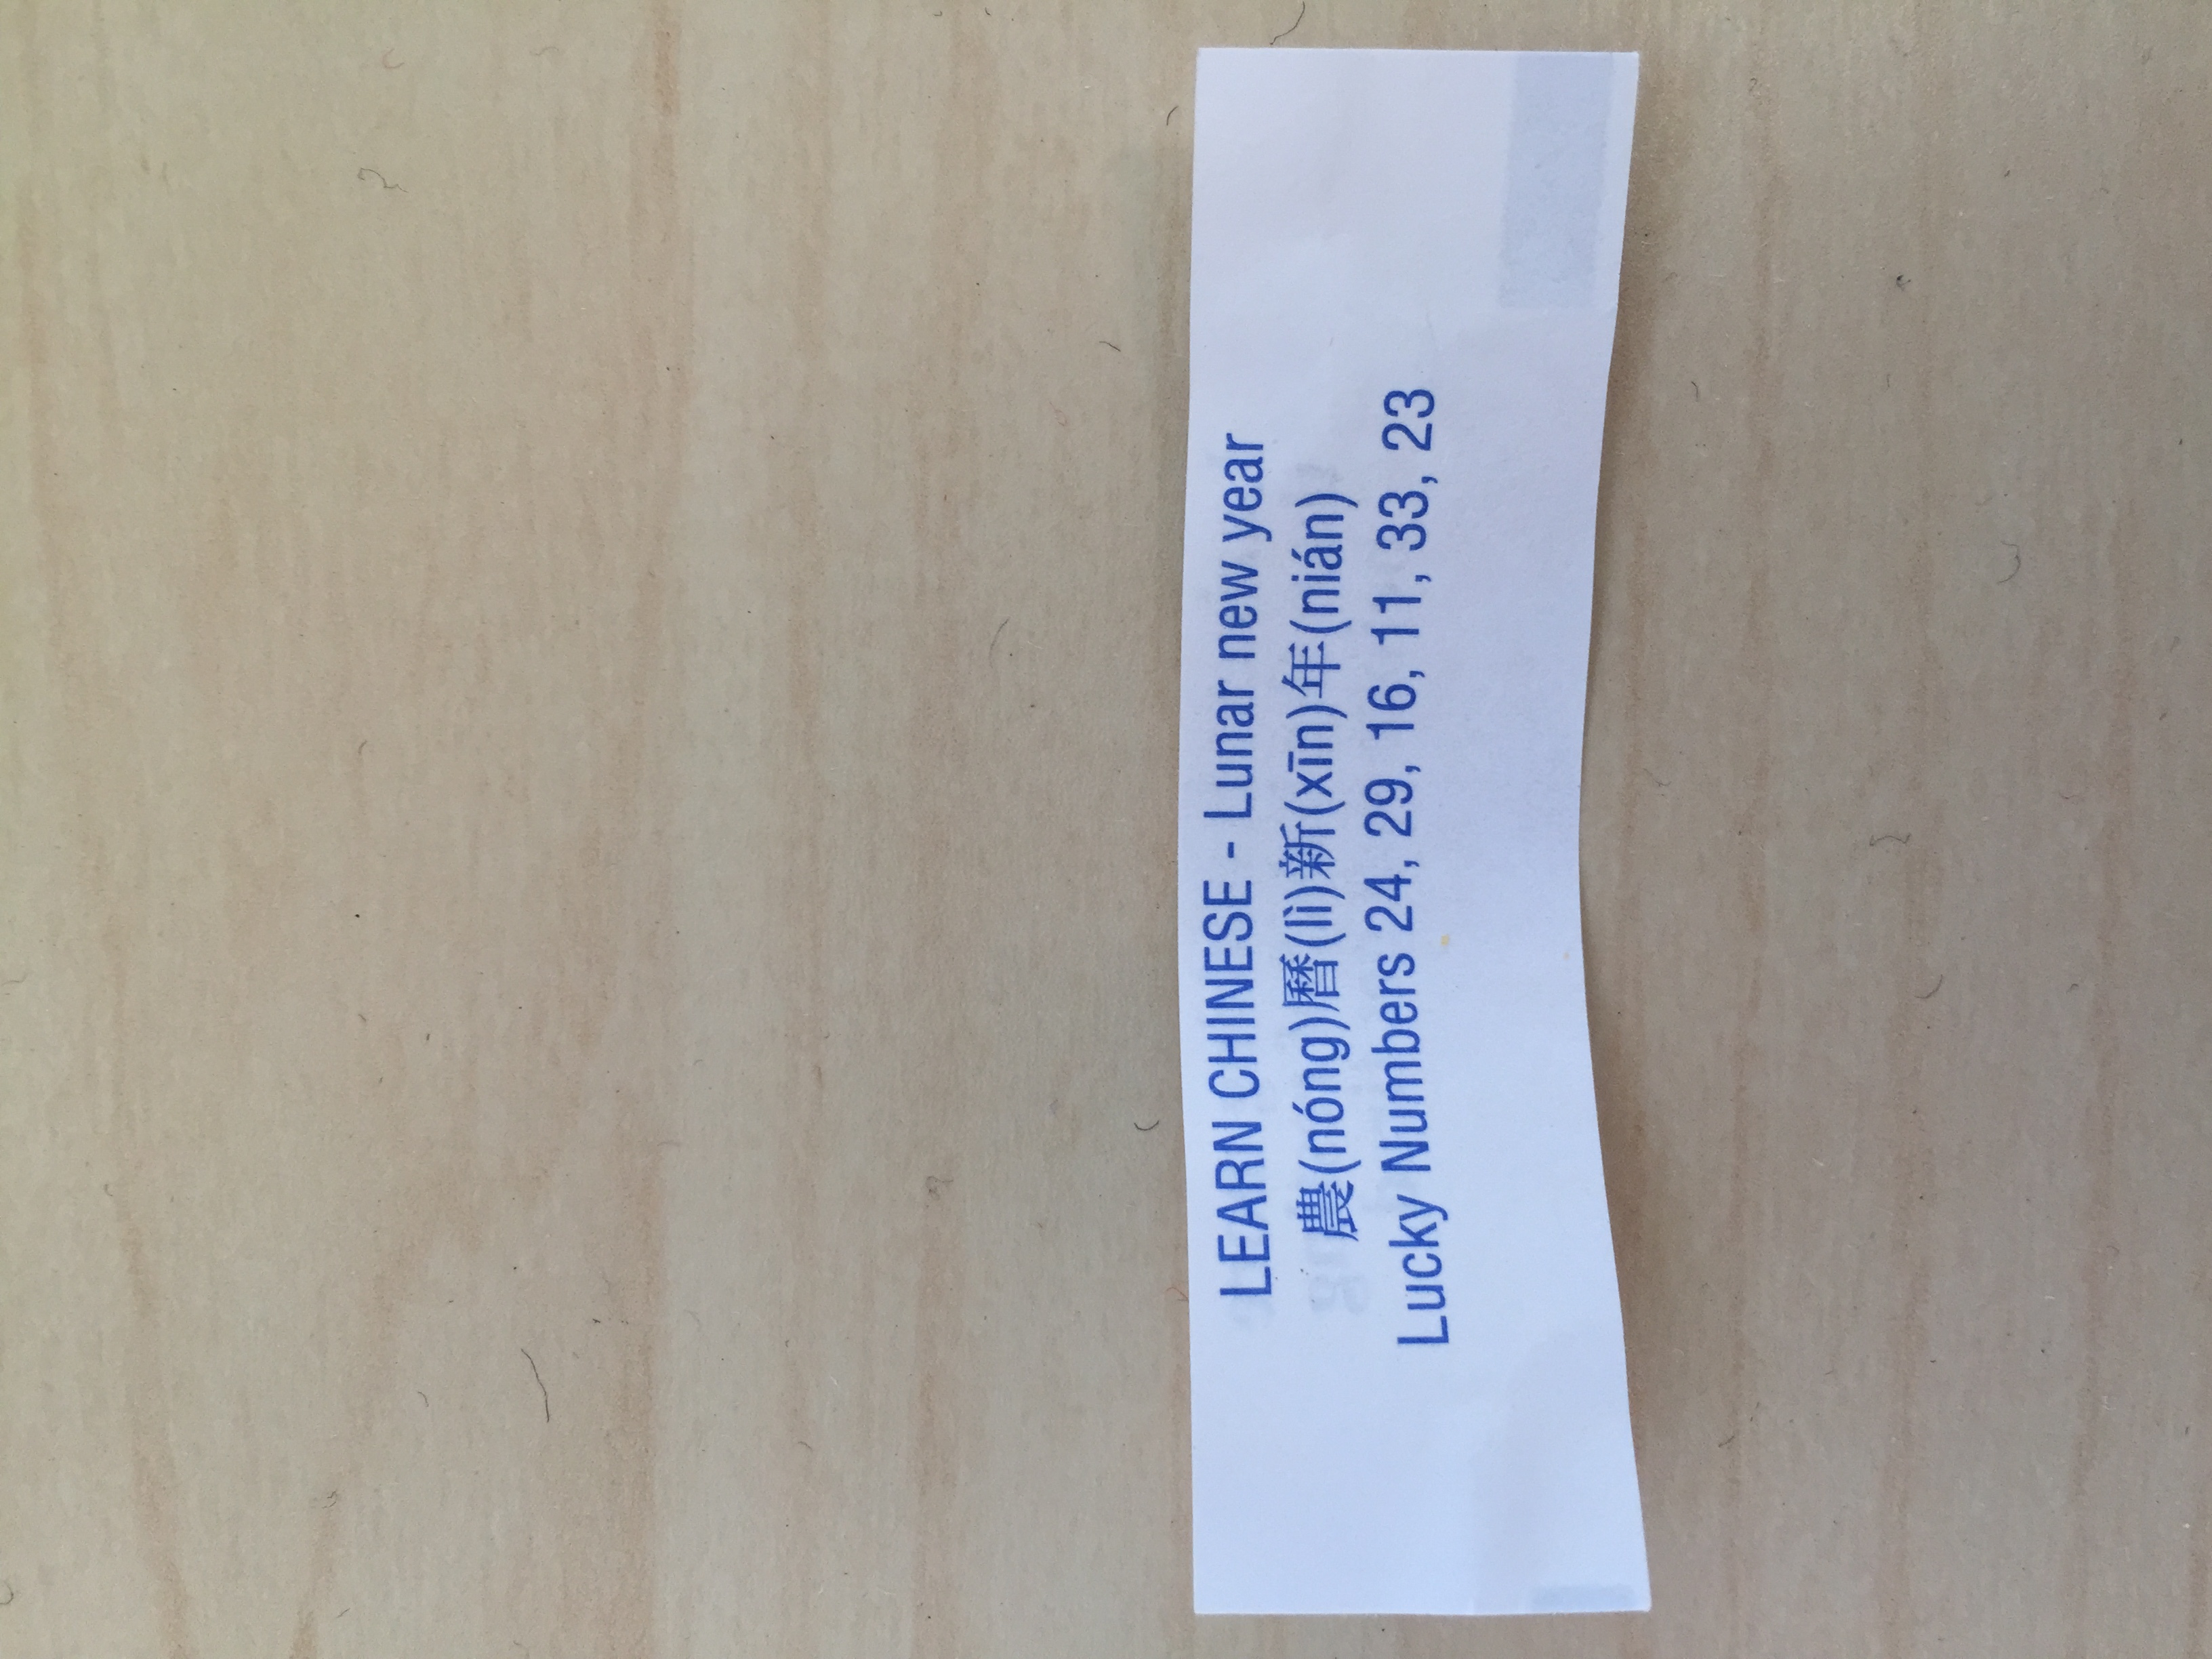 LEARN CHINESE - Lunar new year
農(nóng)曆(lì)新(xīn)年(nián)
Lucky Numbers 24, 29, 16, 11, 33, 23